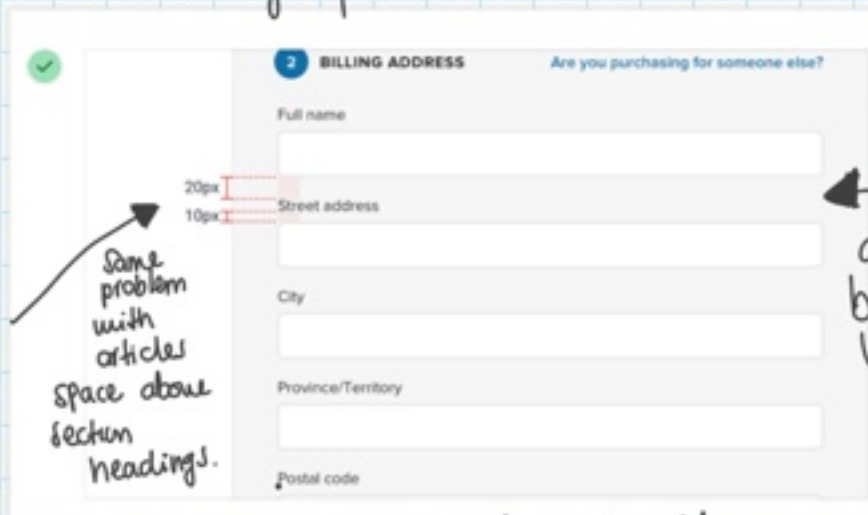 2 BILLING ADDRESS Are you purchasing for someone else?
Full name
20px
Street address
10px
City
Province/Territory
Postal code
Same
problem
with
articles
space above
section
headings.